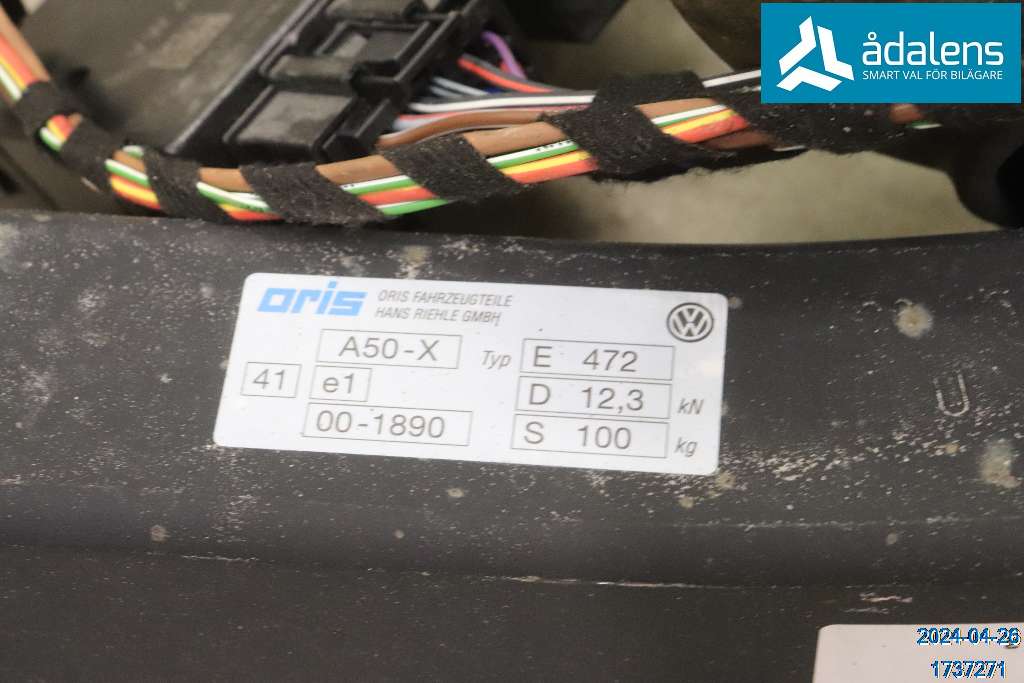 ådalens
SMART VAL FÖR BILÄGARE
oris ORIS FAHRZEUGTEILE
HANS RIEHLE GMBH
A50-X Typ E 472
41 e1 D 12,3 kN
00-1890 S 100 kg
2024-04-26
1737271